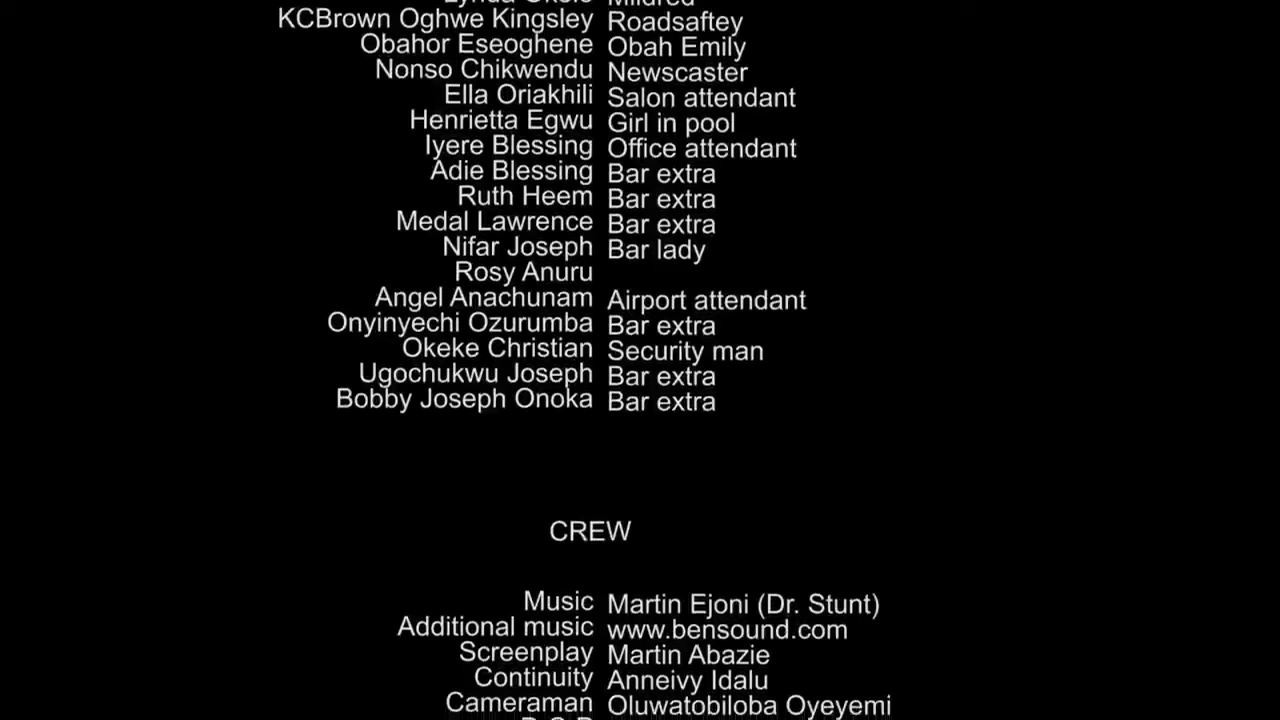 Mildred
KCBrown Oghwe Kingsley Roadsaftey
Obahor Eseoghene Obah Emily
Nonso Chikwendu Newscaster
Ella Oriakhili Salon attendant
Henrietta Egwu Girl in pool
Iyere Blessing Office attendant
Adie Blessing Bar extra
Ruth Heem Bar extra
Medal Lawrence Bar extra
Nifar Joseph Bar lady
Rosy Anuru
Angel Anachunam Airport attendant
Onyinyechi Ozurumba Bar extra
Okeke Christian Security man
Ugochukwu Joseph Bar extra
Bobby Joseph Onoka Bar extra
CREW
Music Martin Ejoni (Dr. Stunt)
Additional music www.bensound.com
Screenplay Martin Abazie
Continuity Anneivy Idalu
Cameraman Oluwatobiloba Oyeyemi